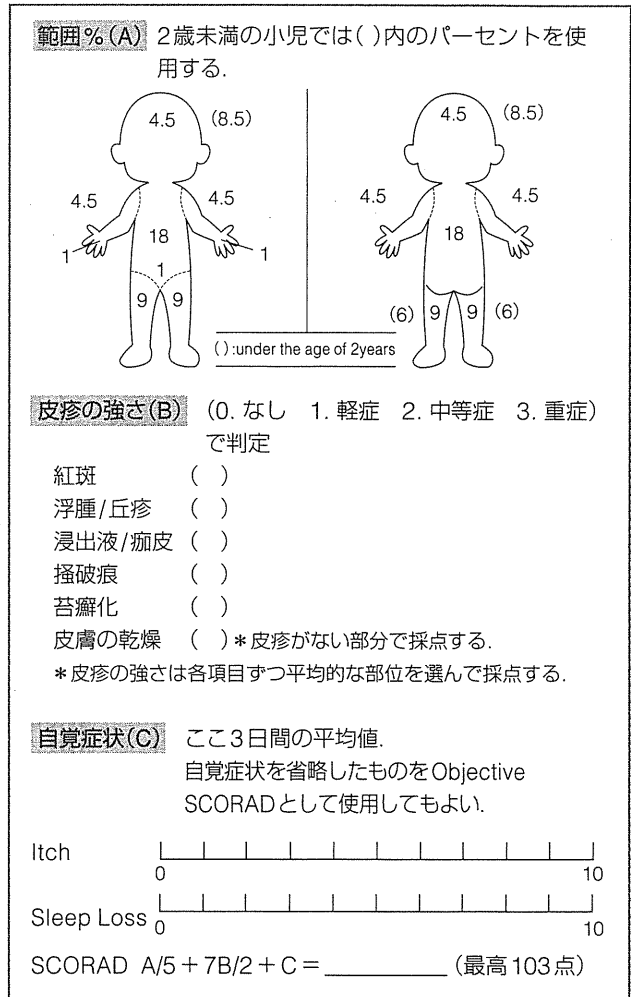 範囲%(A) 2歳未満の小児では( )内のパーセントを使
用する.
4.5 (8.5)
4.5 4.5
18
1 1
1
9 9
4.5 (8.5)
4.5 4.5
18
(6) 9 9 (6)
( ):under the age of 2years
皮疹の強さ(B) (0. なし 1. 軽症 2. 中等症 3. 重症)
で判定
紅斑 ( )
浮腫/丘疹 ( )
浸出液/痂皮 ( )
掻破痕 ( )
苔癬化 ( )
皮膚の乾燥 ( )*皮疹がない部分で採点する.
*皮疹の強さは各項目ずつ平均的な部位を選んで採点する.
自覚症状(C) ここ3日間の平均値.
自覚症状を省略したものをObjective
SCORADとして使用してもよい.
Itch
0 10
Sleep Loss
0 10
SCORAD A/5+7B/2+C=________(最高103点)